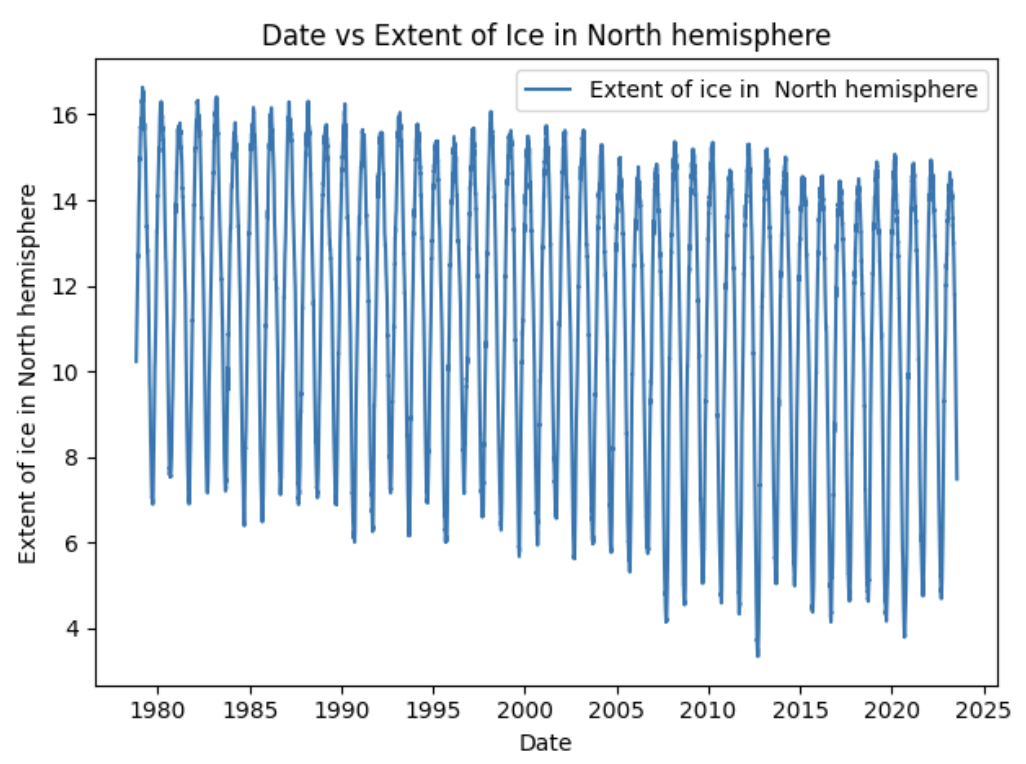 Date vs Extent of Ice in North hemisphere
Extent of ice in  North hemisphere
Extent of ice in North hemisphere
16
14
12
10
8
6
4
1980 1985 1990 1995 2000 2005 2010 2015 2020 2025
Date